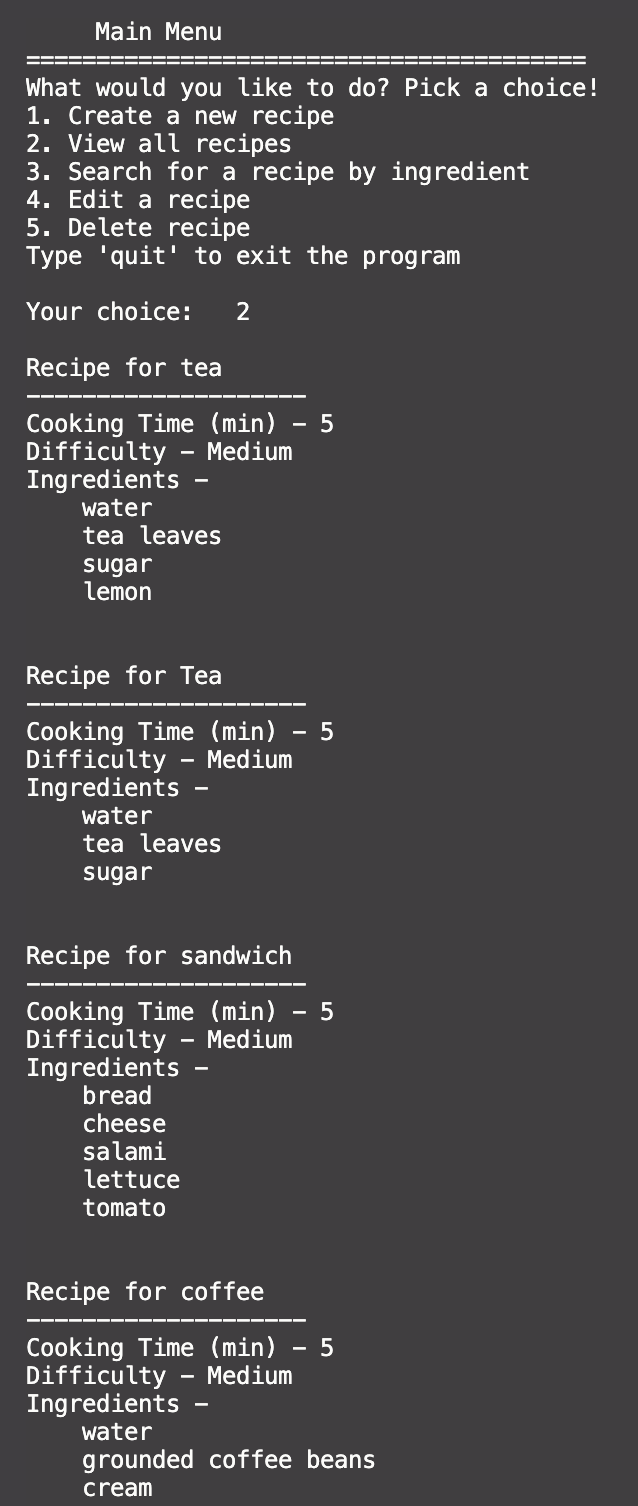 Main Menu
========================================
What would you like to do? Pick a choice!
1. Create a new recipe
2. View all recipes
3. Search for a recipe by ingredient
4. Edit a recipe
5. Delete recipe
Type 'quit' to exit the program
Your choice:   2
Recipe for tea
--------------------
Cooking Time (min) - 5
Difficulty - Medium
Ingredients -
water
tea leaves
sugar
lemon
Recipe for Tea
--------------------
Cooking Time (min) - 5
Difficulty - Medium
Ingredients -
water
tea leaves
sugar
Recipe for sandwich
--------------------
Cooking Time (min) - 5
Difficulty - Medium
Ingredients -
bread
cheese
salami
lettuce
tomato
Recipe for coffee
--------------------
Cooking Time (min) - 5
Difficulty - Medium
Ingredients -
water
grounded coffee beans
cream